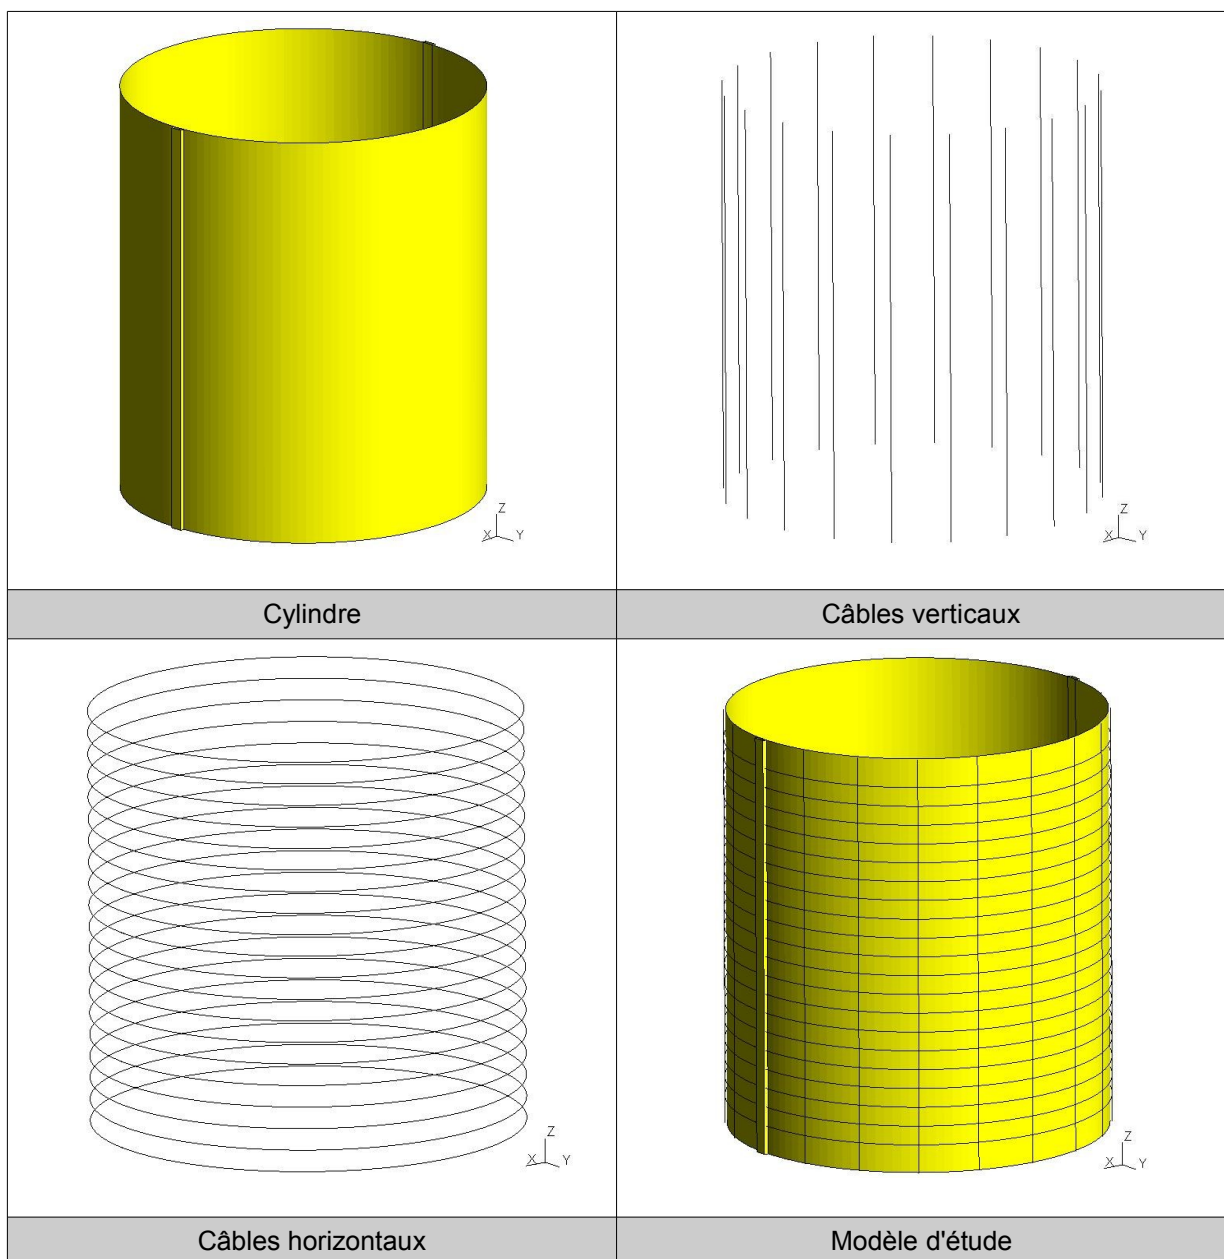 Z
X Y
Z
X Y
Cylindre
Câbles verticaux
Z
X Y
Z
X Y
Câbles horizontaux
Modèle d'étude